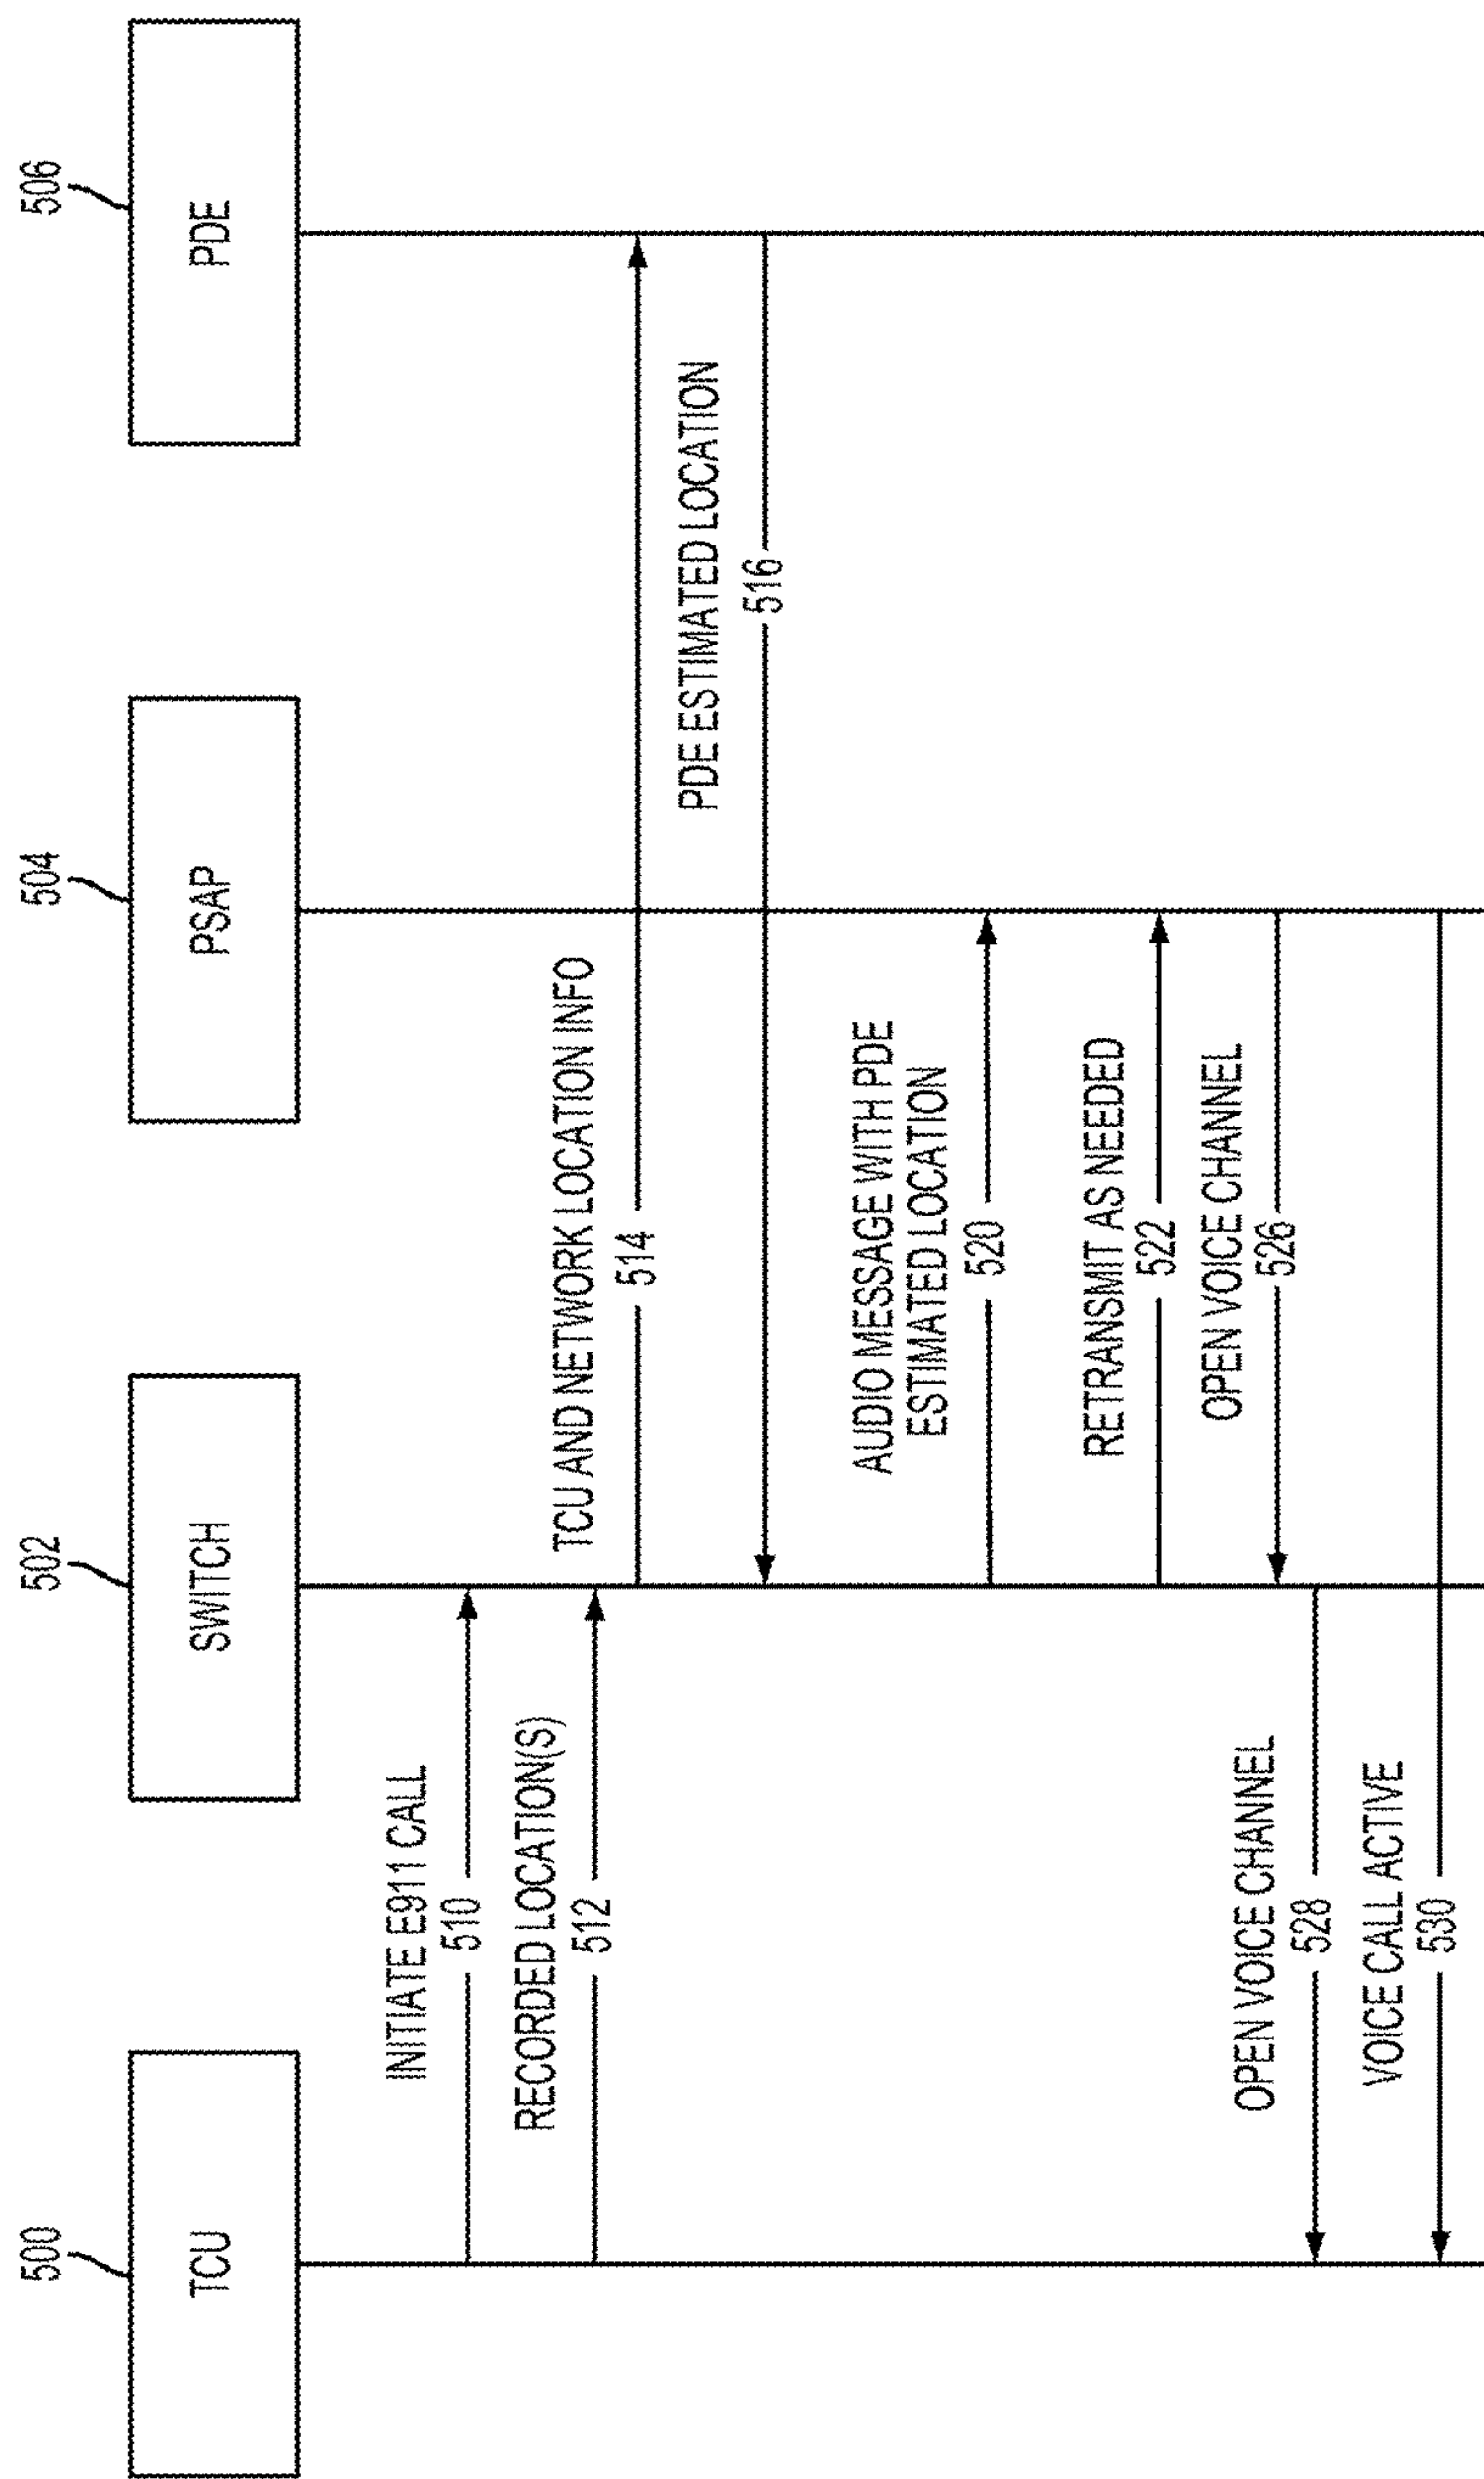 500
TCU
502
SWITCH
504
PSAP
506
PDE
INITIATE E911 CALL
510
RECORDED LOCATION(S)
512
TCU AND NETWORK LOCATION INFO
514
PDE ESTIMATED LOCATION
516
AUDIO MESSAGE WITH PDE
ESTIMATED LOCATION
520
RETRANSMIT AS NEEDED
522
OPEN VOICE CHANNEL
526
OPEN VOICE CHANNEL
528
VOICE CALL ACTIVE
530